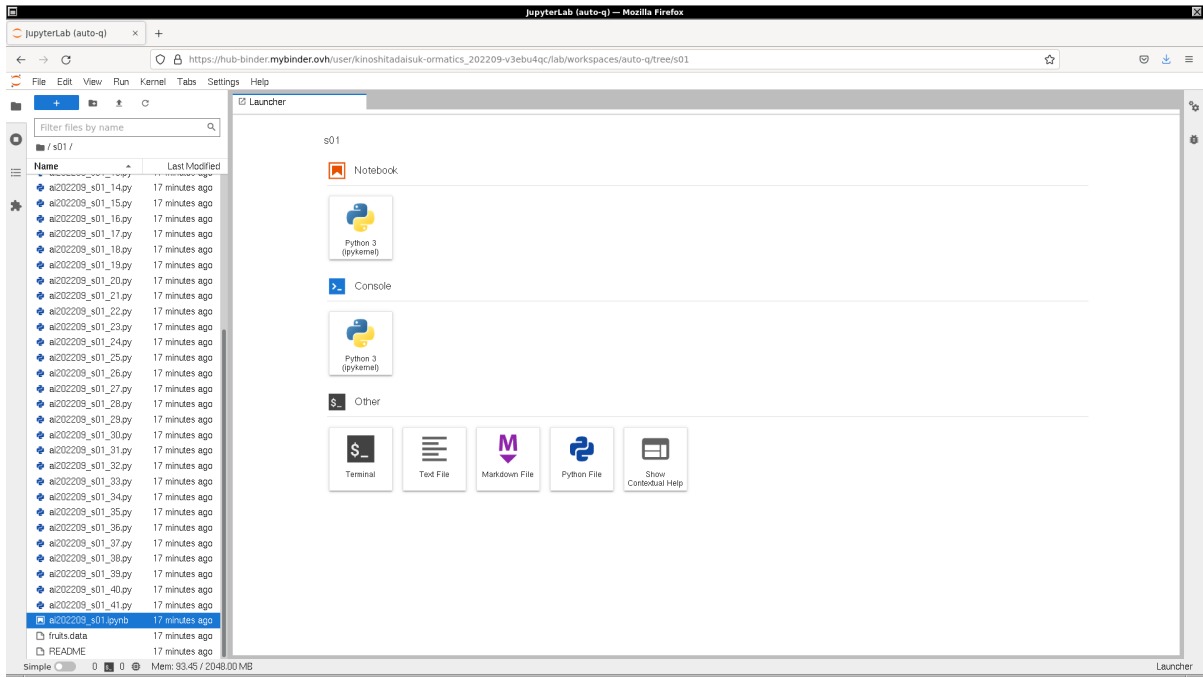 JupyterLab (auto-q) — Mozilla Firefox
JupyterLab (auto-q)
https://hub-binder.mybinder.ovh/user/kinoshitadaisuk-ormatics_202209-v3ebu4qc/lab/workspaces/auto-q/tree/s01
File Edit View Run Kernel Tabs Settings Help
Launcher
Filter files by name
/ s01 /
Name Last Modified
ai202209_s01_14.py 17 minutes ago
ai202209_s01_15.py 17 minutes ago
ai202209_s01_16.py 17 minutes ago
ai202209_s01_17.py 17 minutes ago
ai202209_s01_18.py 17 minutes ago
ai202209_s01_19.py 17 minutes ago
ai202209_s01_20.py 17 minutes ago
ai202209_s01_21.py 17 minutes ago
ai202209_s01_22.py 17 minutes ago
ai202209_s01_23.py 17 minutes ago
ai202209_s01_24.py 17 minutes ago
ai202209_s01_25.py 17 minutes ago
ai202209_s01_26.py 17 minutes ago
ai202209_s01_27.py 17 minutes ago
ai202209_s01_28.py 17 minutes ago
ai202209_s01_29.py 17 minutes ago
ai202209_s01_30.py 17 minutes ago
ai202209_s01_31.py 17 minutes ago
ai202209_s01_32.py 17 minutes ago
ai202209_s01_33.py 17 minutes ago
ai202209_s01_34.py 17 minutes ago
ai202209_s01_35.py 17 minutes ago
ai202209_s01_36.py 17 minutes ago
ai202209_s01_37.py 17 minutes ago
ai202209_s01_38.py 17 minutes ago
ai202209_s01_39.py 17 minutes ago
ai202209_s01_40.py 17 minutes ago
ai202209_s01_41.py 17 minutes ago
ai202209_s01.ipynb 17 minutes ago
fruits.data 17 minutes ago
README 17 minutes ago
s01
Notebook
Python 3
(ipykernel)
Console
Python 3
(ipykernel)
$_ Other
$_
Terminal
Text File
M
Markdown File
Python File
Show
Contextual Help
Simple 0 $_ 0 Mem: 93.45 / 2048.00 MB Launcher